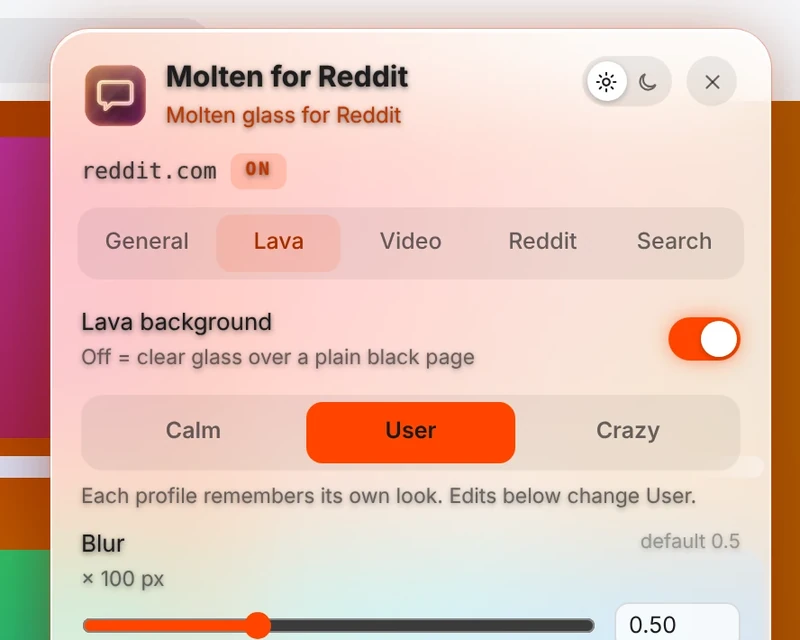 Molten for Reddit
Molten glass for Reddit
reddit.com ON
General Lava Video Reddit Search
Lava background
Off = clear glass over a plain black page
Calm User Crazy
Each profile remembers its own look. Edits below change User.
Blur default 0.5
× 100 px
0.50